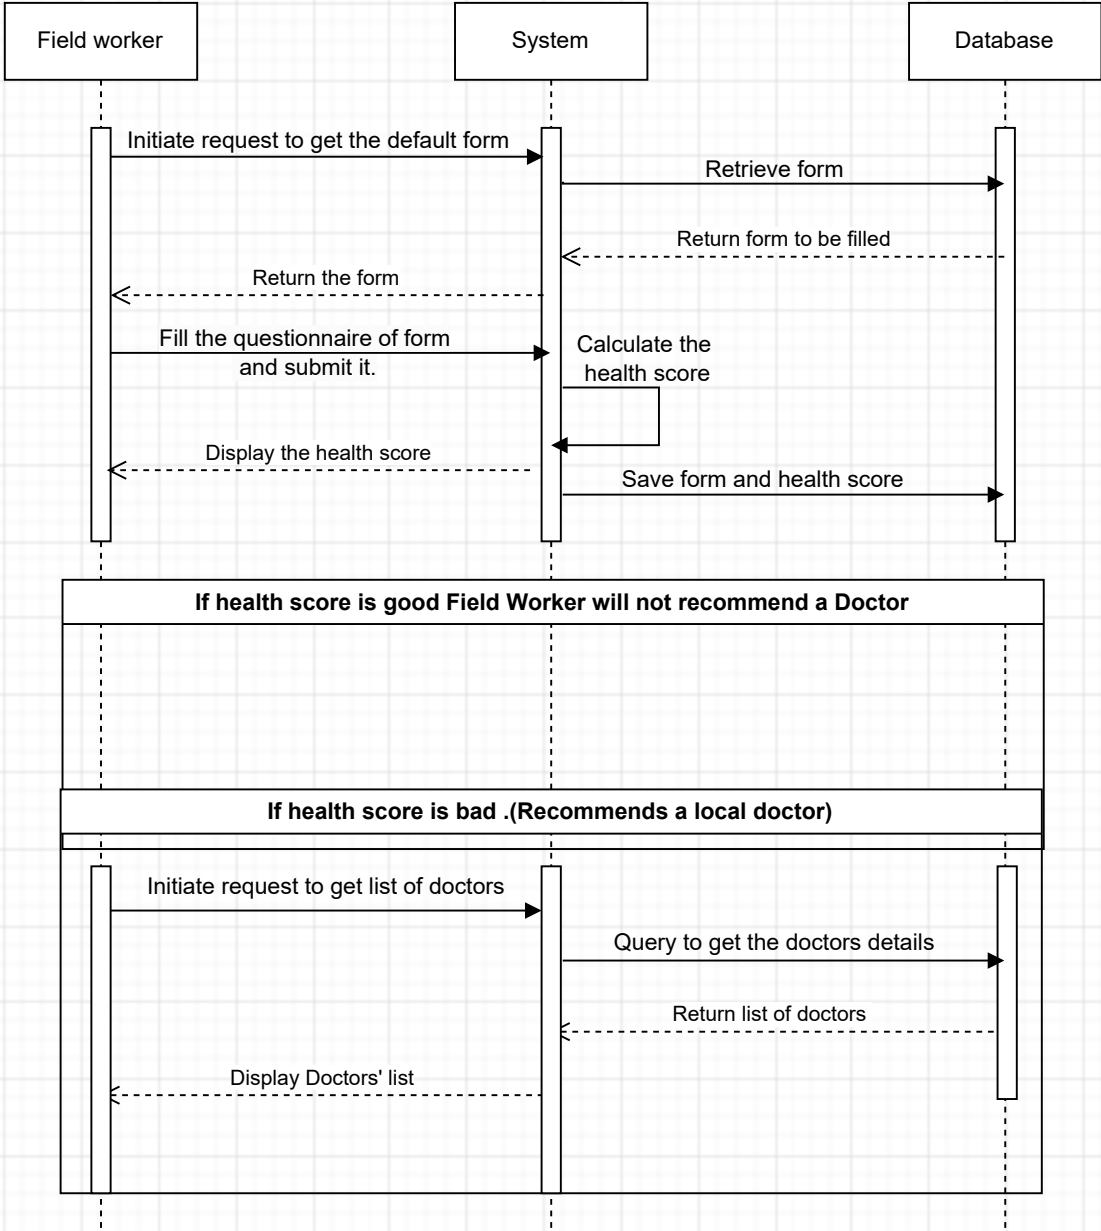 Field worker
System
Database
Initiate request to get the default form
Retrieve form
Return form to be filled
Return the form
Fill the questionnaire of form
and submit it.
Calculate the
health score
Display the health score
Save form and health score
If health score is good Field Worker will not recommend a Doctor
If health score is bad .(Recommends a local doctor)
Initiate request to get list of doctors
Query to get the doctors details
Return list of doctors
Display Doctors' list